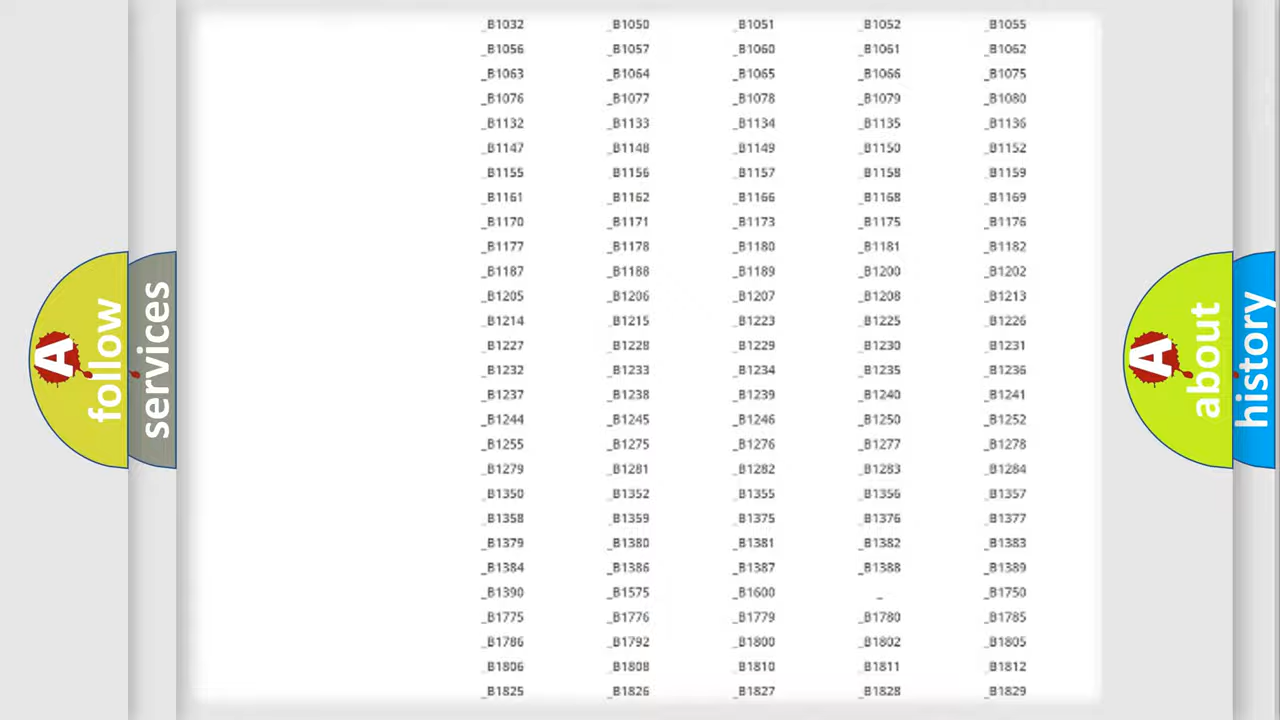 _B1032 _B1050 _B1051 _B1052 _B1055
_B1056 _B1057 _B1060 _B1061 _B1062
_B1063 _B1064 _B1065 _B1066 _B1075
_B1076 _B1077 _B1078 _B1079 _B1080
_B1132 _B1133 _B1134 _B1135 _B1136
_B1147 _B1148 _B1149 _B1150 _B1152
_B1155 _B1156 _B1157 _B1158 _B1159
_B1161 _B1162 _B1166 _B1168 _B1169
_B1170 _B1171 _B1173 _B1175 _B1176
_B1177 _B1178 _B1180 _B1181 _B1182
_B1187 _B1188 _B1189 _B1200 _B1202
_B1205 _B1206 _B1207 _B1208 _B1213
_B1214 _B1215 _B1223 _B1225 _B1226
_B1227 _B1228 _B1229 _B1230 _B1231
_B1232 _B1233 _B1234 _B1235 _B1236
_B1237 _B1238 _B1239 _B1240 _B1241
_B1244 _B1245 _B1246 _B1250 _B1252
_B1255 _B1275 _B1276 _B1277 _B1278
_B1279 _B1281 _B1282 _B1283 _B1284
_B1350 _B1352 _B1355 _B1356 _B1357
_B1358 _B1359 _B1375 _B1376 _B1377
_B1379 _B1380 _B1381 _B1382 _B1383
_B1384 _B1386 _B1387 _B1388 _B1389
_B1390 _B1575 _B1600 _ _B1750
_B1775 _B1776 _B1779 _B1780 _B1785
_B1786 _B1792 _B1800 _B1802 _B1805
_B1806 _B1808 _B1810 _B1811 _B1812
_B1825 _B1826 _B1827 _B1828 _B1829
A follow
services
A about
history